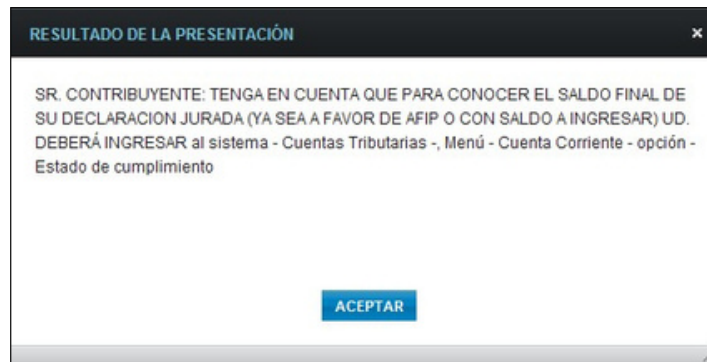 RESULTADO DE LA PRESENTACIÓN
×
SR. CONTRIBUYENTE: TENGA EN CUENTA QUE PARA CONOCER EL SALDO FINAL DE
SU DECLARACION JURADA (YA SEA A FAVOR DE AFIP O CON SALDO A INGRESAR) UD.
DEBERÁ INGRESAR al sistema - Cuentas Tributarias -, Menú - Cuenta Corriente - opción -
Estado de cumplimiento
ACEPTAR